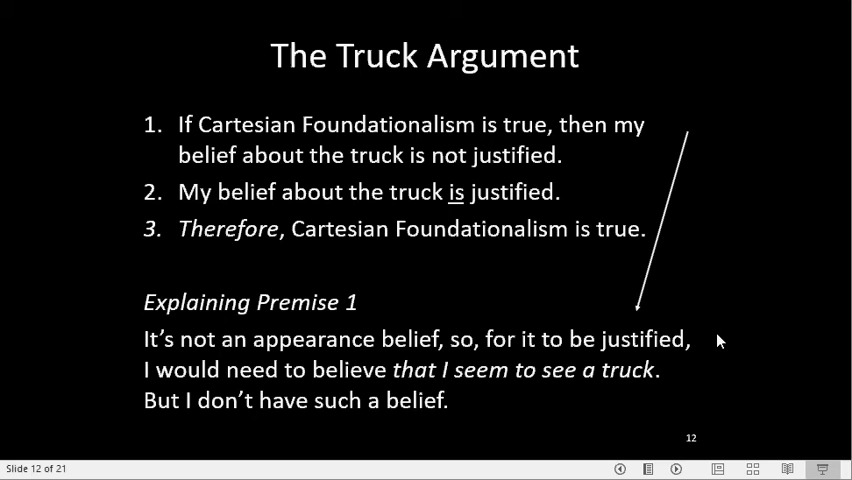 The Truck Argument
1. If Cartesian Foundationalism is true, then my
belief about the truck is not justified.
2. My belief about the truck is justified.
3. Therefore, Cartesian Foundationalism is true.
Explaining Premise 1
It’s not an appearance belief, so, for it to be justified,
I would need to believe that I seem to see a truck.
But I don’t have such a belief.
12
Slide 12 of 21